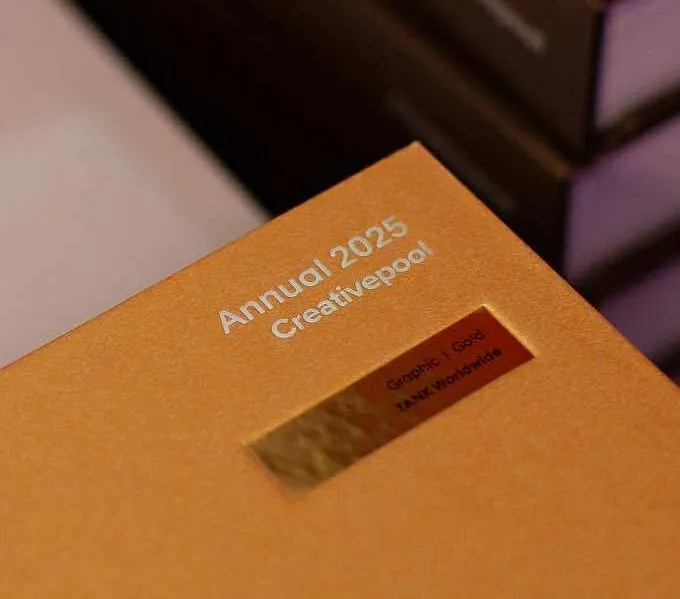 Annual 2025
Creativepool
Graphic | Gold
TANK Worldwide